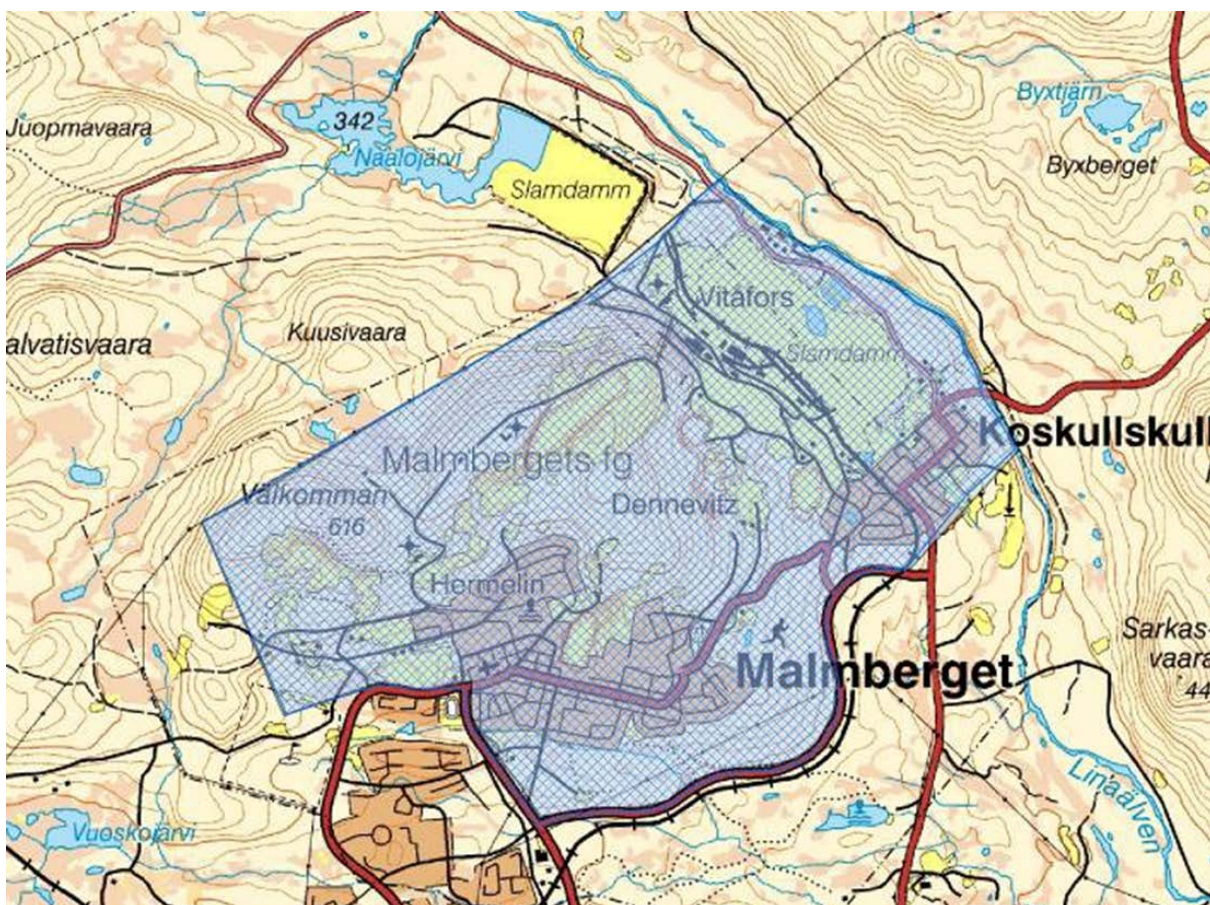 Byxtjärn
Juopmavaara
342
Naalojärvi
Byxberget
Slamdamm
Vitåfors
Kuusivaara
alvatisvaara
Slamdamm
Koskullskull
Malmbergets fg
Välkomman
616
Dennevitz
Hermelin
Sarkas-
vaara
44
Malmberget
Linaälven
Vuoskojärvi